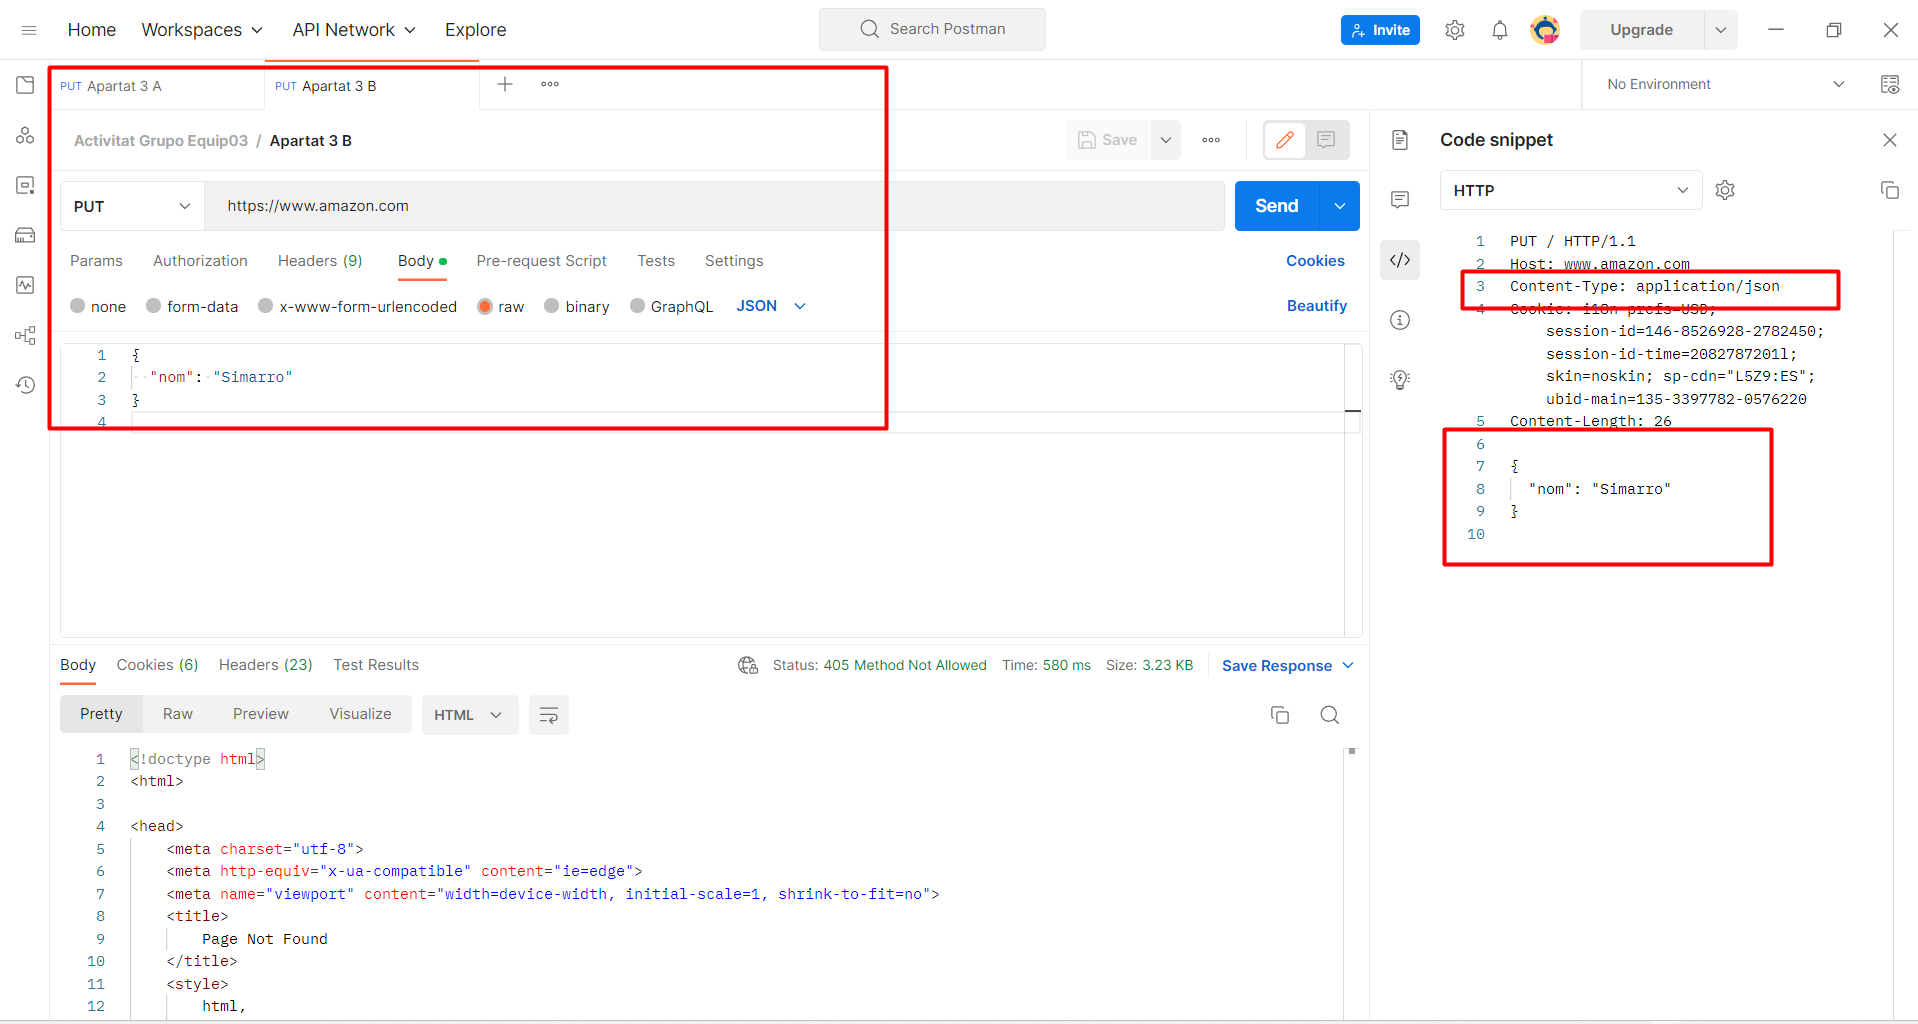 Home Workspaces API Network Explore Search Postman Invite Upgrade
PUT Apartat 3 A PUT Apartat 3 B No Environment
Activitat Grupo Equip03 / Apartat 3 B Save
PUT https://www.amazon.com Send
Params Authorization Headers (9) Body Pre-request Script Tests Settings Cookies
none form-data x-www-form-urlencoded raw binary GraphQL JSON Beautify
1 {
2 "nom": "Simarro"
3 }
4
Body Cookies (6) Headers (23) Test Results Status: 405 Method Not Allowed Time: 580 ms Size: 3.23 KB Save Response
Pretty Raw Preview Visualize HTML
1 <!doctype html>
2 <html>
3
4 <head>
5 <meta charset="utf-8">
6 <meta http-equiv="x-ua-compatible" content="ie=edge">
7 <meta name="viewport" content="width=device-width, initial-scale=1, shrink-to-fit=no">
8 <title>
9 Page Not Found
10 </title>
11 <style>
12 html,
Code snippet
HTTP
1 PUT / HTTP/1.1
2 Host: www.amazon.com
3 Content-Type: application/json
4 Cookie: i18n-prefs=USD;
session-id=146-8526928-2782450;
session-id-time=2082787201l;
skin=noskin; sp-cdn="L5Z9:ES";
ubid-main=135-3397782-0576220
5 Content-Length: 26
6
7 {
8 "nom": "Simarro"
9 }
10